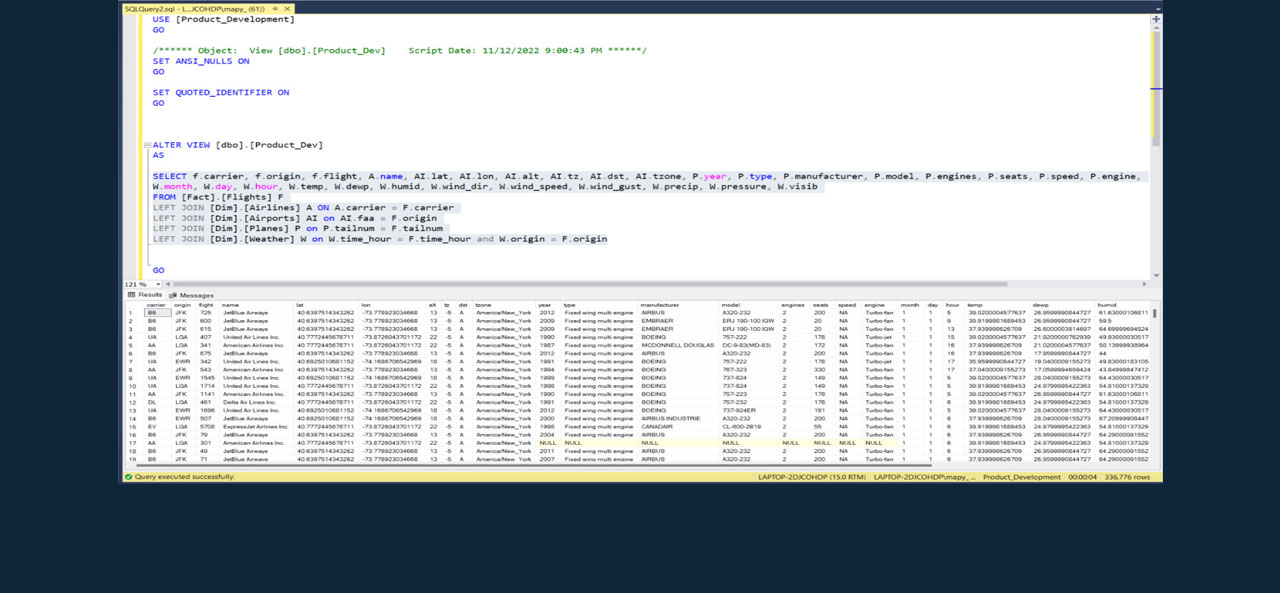 SQLQuery2.sql - L...JCOHDP\mapy_ (61))
USE [Product_Development]
GO
/****** Object: View [dbo].[Product_Dev] Script Date: 11/12/2022 9:00:43 PM ******/
SET ANSI_NULLS ON
GO
SET QUOTED_IDENTIFIER ON
GO
ALTER VIEW [dbo].[Product_Dev]
AS
SELECT f.carrier, f.origin, f.flight, A.name, AI.lat, AI.lon, AI.alt, AI.tz, AI.dst, AI.tzone, P.year, P.type, P.manufacturer, P.model, P.engines, P.seats, P.speed, P.engine,
W.month, W.day, W.hour, W.temp, W.dewp, W.humid, W.wind_dir, W.wind_speed, W.wind_gust, W.precip, W.pressure, W.visib
FROM [Fact].[Flights] F
LEFT JOIN [Dim].[Airlines] A ON A.carrier = F.carrier
LEFT JOIN [Dim].[Airports] AI on AI.faa = F.origin
LEFT JOIN [Dim].[Planes] P on P.tailnum = F.tailnum
LEFT JOIN [Dim].[Weather] W on W.time_hour = F.time_hour and W.origin = F.origin
GO
121 %
Results Messages
carrier origin flight name lat lon alt tz dst tzone year type manufacturer model engines seats speed engine month day hour temp dewp humid
1 B6 JFK 725 JetBlue Airways 40.6397514343262 -73.778923034668 13 -5 A America/New_York 2012 Fixed wing multi engine AIRBUS A320-232 2 200 NA Turbo-fan 1 1 5 39.0200004577637 26.9599990844727 61.63000106811
2 B6 JFK 600 JetBlue Airways 40.6397514343262 -73.778923034668 13 -5 A America/New_York 2009 Fixed wing multi engine EMBRAER ERJ 190-100 IGW 2 20 NA Turbo-fan 1 1 9 39.9199981689453 26.9599990844727 59.5
3 B6 JFK 615 JetBlue Airways 40.6397514343262 -73.778923034668 13 -5 A America/New_York 2009 Fixed wing multi engine EMBRAER ERJ 190-100 IGW 2 20 NA Turbo-fan 1 1 13 37.939998626709 26.6000003814697 64.69999694824
4 UA LGA 407 United Air Lines Inc. 40.7772445678711 -73.8726043701172 22 -5 A America/New_York 1990 Fixed wing multi engine BOEING 757-222 2 178 NA Turbo-jet 1 1 15 39.0200004577637 21.9200000762939 49.93000030517
5 AA LGA 341 American Airlines Inc. 40.7772445678711 -73.8726043701172 22 -5 A America/New_York 1987 Fixed wing multi engine MCDONNELL DOUGLAS DC-9-83(MD-83) 2 172 NA Turbo-fan 1 1 16 37.939998626709 21.0200004577637 50.13999938964
6 B6 JFK 675 JetBlue Airways 40.6397514343262 -73.778923034668 13 -5 A America/New_York 2012 Fixed wing multi engine AIRBUS A320-232 2 200 NA Turbo-fan 1 1 16 37.939998626709 17.9599990844727 44
7 UA EWR 342 United Air Lines Inc. 40.6925010681152 -74.1686706542969 18 -5 A America/New_York 1991 Fixed wing multi engine BOEING 757-222 2 178 NA Turbo-jet 1 1 17 35.9599990844727 19.0400009155273 49.83000183105
8 AA JFK 543 American Airlines Inc. 40.6397514343262 -73.778923034668 13 -5 A America/New_York 1994 Fixed wing multi engine BOEING 767-323 2 330 NA Turbo-fan 1 1 17 37.0400009155273 17.0599994659424 43.84999847412
9 UA EWR 1545 United Air Lines Inc. 40.6925010681152 -74.1686706542969 18 -5 A America/New_York 1999 Fixed wing multi engine BOEING 737-824 2 149 NA Turbo-fan 1 1 5 39.0200004577637 28.0400009155273 64.43000030517
10 UA LGA 1714 United Air Lines Inc. 40.7772445678711 -73.8726043701172 22 -5 A America/New_York 1998 Fixed wing multi engine BOEING 737-824 2 149 NA Turbo-fan 1 1 5 39.9199981689453 24.9799995422363 54.81000137329
11 AA JFK 1141 American Airlines Inc. 40.6397514343262 -73.778923034668 13 -5 A America/New_York 1990 Fixed wing multi engine BOEING 757-223 2 178 NA Turbo-fan 1 1 5 39.0200004577637 26.9599990844727 61.63000106811
12 DL LGA 461 Delta Air Lines Inc. 40.7772445678711 -73.8726043701172 22 -5 A America/New_York 1991 Fixed wing multi engine BOEING 757-232 2 178 NA Turbo-fan 1 1 6 39.9199981689453 24.9799995422363 54.81000137329
13 UA EWR 1696 United Air Lines Inc. 40.6925010681152 -74.1686706542969 18 -5 A America/New_York 2012 Fixed wing multi engine BOEING 737-924ER 2 191 NA Turbo-fan 1 1 5 39.0200004577637 28.0400009155273 64.43000030517
14 B6 EWR 507 JetBlue Airways 40.6925010681152 -74.1686706542969 18 -5 A America/New_York 2000 Fixed wing multi engine AIRBUS INDUSTRIE A320-232 2 200 NA Turbo-fan 1 1 6 37.939998626709 28.0400009155273 67.20999908447
15 EV LGA 5708 ExpressJet Airlines Inc. 40.7772445678711 -73.8726043701172 22 -5 A America/New_York 1998 Fixed wing multi engine CANADAIR CL-600-2B19 2 55 NA Turbo-fan 1 1 6 39.9199981689453 24.9799995422363 54.81000137329
16 B6 JFK 79 JetBlue Airways 40.6397514343262 -73.778923034668 13 -5 A America/New_York 2004 Fixed wing multi engine AIRBUS A320-232 2 200 NA Turbo-fan 1 1 6 37.939998626709 26.9599990844727 64.29000091552
17 AA LGA 301 American Airlines Inc. 40.7772445678711 -73.8726043701172 22 -5 A America/New_York NULL NULL NULL NULL NULL NULL NULL NULL 1 1 6 39.9199981689453 24.9799995422363 54.81000137329
18 B6 JFK 49 JetBlue Airways 40.6397514343262 -73.778923034668 13 -5 A America/New_York 2011 Fixed wing multi engine AIRBUS A320-232 2 200 NA Turbo-fan 1 1 6 37.939998626709 26.9599990844727 64.29000091552
19 B6 JFK 71 JetBlue Airways 40.6397514343262 -73.778923034668 13 -5 A America/New_York 2007 Fixed wing multi engine AIRBUS A320-232 2 200 NA Turbo-fan 1 1 6 37.939998626709 26.9599990844727 64.29000091552
Query executed successfully.
LAPTOP-2DJCOHDP (15.0 RTM) LAPTOP-2DJCOHDP\mapy_ ... Product_Development 00:00:04 336,776 rows